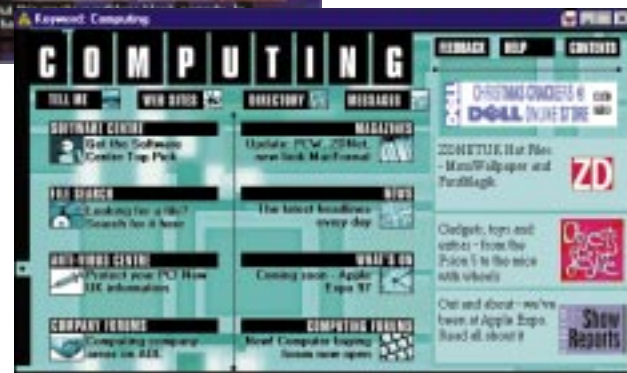 Keyword: Computing
COMPUTING
FEEDBACK HELP CONTENTS
TELL ME WEB SITES DIRECTORY MESSAGES
CHRISTMAS CRACKERS @
DELL ONLINE STORE
SOFTWARE CENTRE
Get the Software
Center Top Pick
MAGAZINES
Update: PCW, ZDNet,
new look MacFormat
FILE SEARCH
Looking for a file?
Search for it here
NEWS
The latest headlines
every day
ANTI-VIRUS CENTRE
Protect your PC! New
UK information
WHAT'S ON
Coming soon - Apple
Expo 97
COMPANY FORUMS
Computing company
areas on AOL
COMPUTING FORUMS
New! Computer buying
forum now open
ZDNETUK Hot Files
- MassWallpaper and
FontMagik
ZD
Gadgets, toys and
extras - from the
Psion 5 to the mice
with wheels
Out and about - we've
been at Apple Expo.
Read all about it
Show
Reports